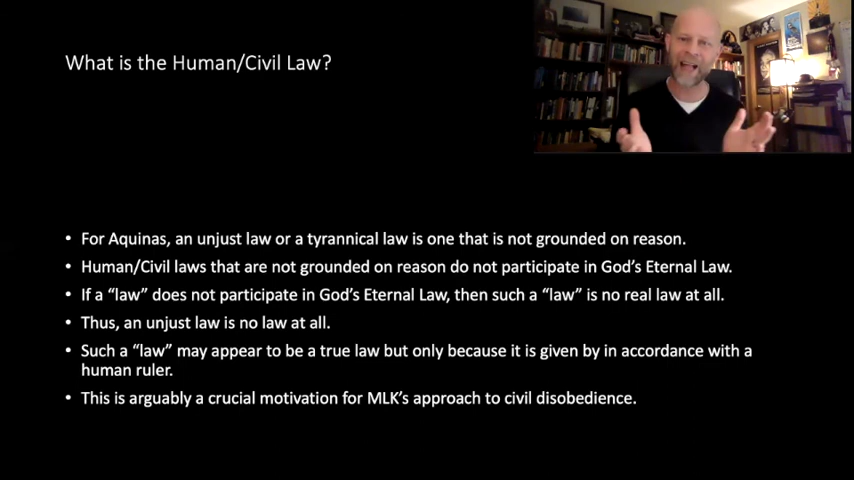 What is the Human/Civil Law?
• For Aquinas, an unjust law or a tyrannical law is one that is not grounded on reason.
• Human/Civil laws that are not grounded on reason do not participate in God's Eternal Law.
• If a “law” does not participate in God's Eternal Law, then such a “law” is no real law at all.
• Thus, an unjust law is no law at all.
• Such a “law” may appear to be a true law but only because it is given by in accordance with a
human ruler.
• This is arguably a crucial motivation for MLK's approach to civil disobedience.